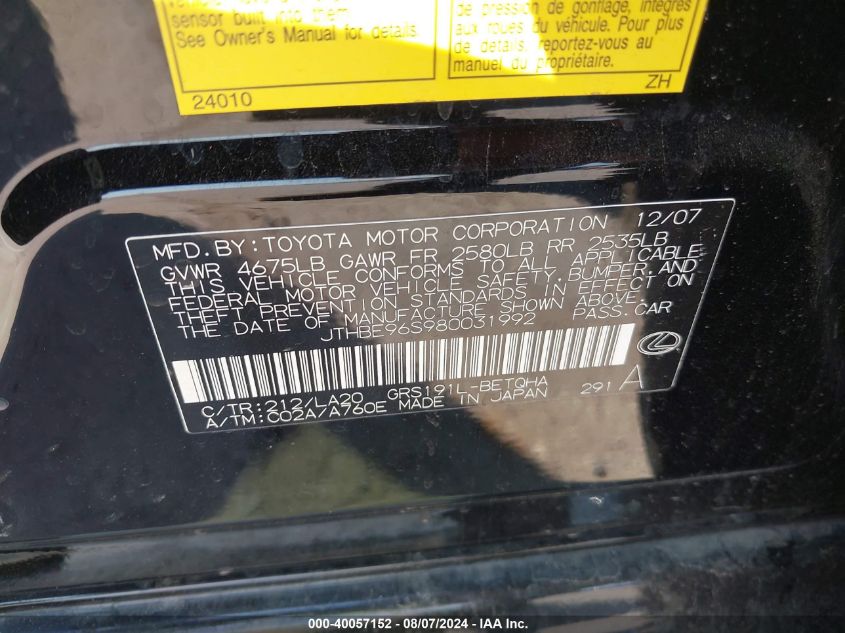 sensor built into them.
See Owner's Manual for details.
24010
de pression de gonflage, intégrés
aux roues du véhicule. Pour plus
de détails, reportez-vous au
manuel du propriétaire.
ZH
MFD. BY: TOYOTA MOTOR CORPORATION 12/07
GVWR 4675LB GAWR FR 2580LB RR 2535LB
THIS VEHICLE CONFORMS TO ALL APPLICABLE
FEDERAL MOTOR VEHICLE SAFETY, BUMPER, AND
THEFT PREVENTION STANDARDS IN EFFECT ON
THE DATE OF MANUFACTURE SHOWN ABOVE.
JTHBE96S980031992 PASS. CAR
C/TR: 212/LA20 GRS191L-BETQHA 291 A
A/TM: C02A/A760E MADE IN JAPAN
000-40057152 - 08/07/2024 - IAA Inc.